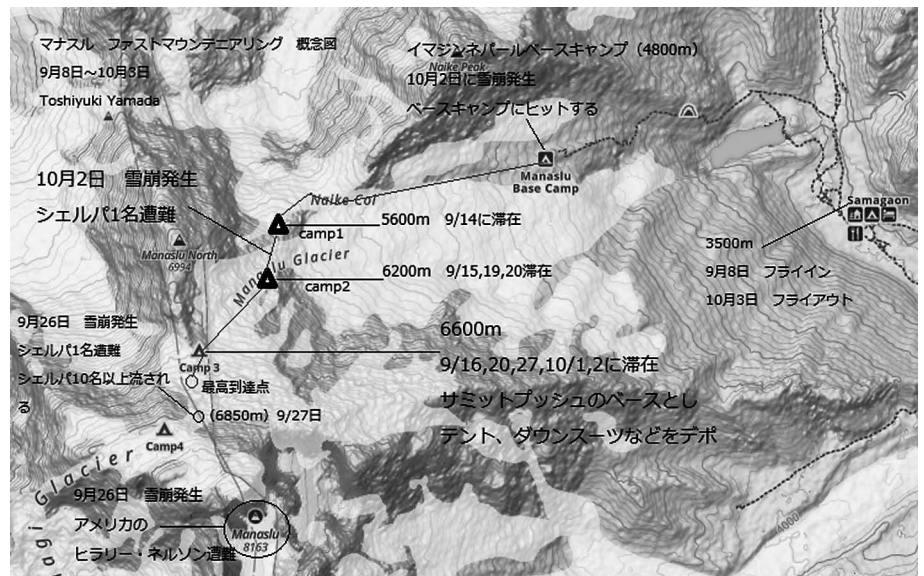 マナスル　ファストマウンテニアリング　概念図
9月8日～10月3日
Toshiyuki Yamada
イマジンネパールベースキャンプ（4800m）
Naike Peak
10月2日に雪崩発生
ベースキャンプにヒットする
Manaslu
Base Camp
10月2日　雪崩発生
シェルパ1名遭難
Naike Col
camp1
5600m　9/14に滞在
Manaslu North
6994
Manaslu Glacier
camp2
6200m　9/15,19,20滞在
Samagaon
3500m
9月8日　フライイン
10月3日　フライアウト
9月26日　雪崩発生
シェルパ1名遭難
シェルパ10名以上流され
る
Camp 3
6600m
9/16,20,27,10/1,2に滞在
サミットプッシュのベースとし
テント、ダウンスーツなどをデポ
最高到達点
（6850m）9/27日
Camp4
Glacier
9月26日　雪崩発生
アメリカの
ヒラリー・ネルソン遭難
Manaslu
8163
4000